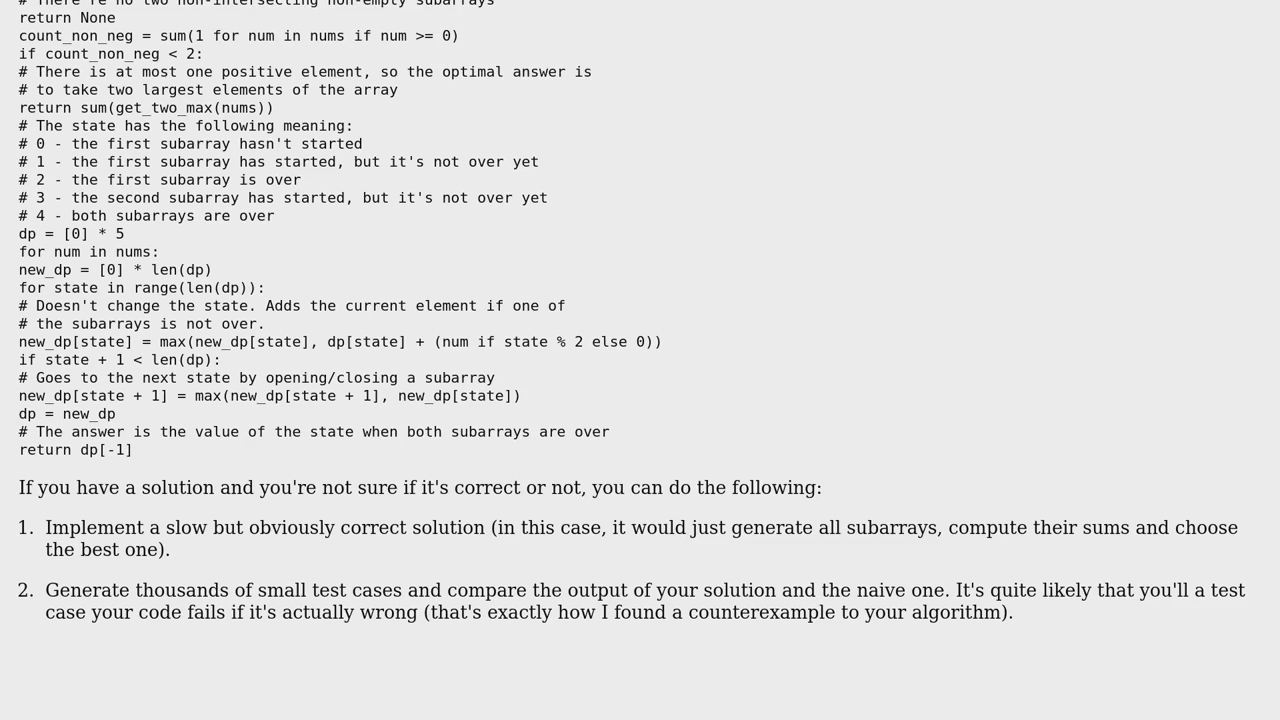 # There're no two non-intersecting non-empty subarrays
return None
count_non_neg = sum(1 for num in nums if num >= 0)
if count_non_neg < 2:
# There is at most one positive element, so the optimal answer is
# to take two largest elements of the array
return sum(get_two_max(nums))
# The state has the following meaning:
# 0 - the first subarray hasn't started
# 1 - the first subarray has started, but it's not over yet
# 2 - the first subarray is over
# 3 - the second subarray has started, but it's not over yet
# 4 - both subarrays are over
dp = [0] * 5
for num in nums:
new_dp = [0] * len(dp)
for state in range(len(dp)):
# Doesn't change the state. Adds the current element if one of
# the subarrays is not over.
new_dp[state] = max(new_dp[state], dp[state] + (num if state % 2 else 0))
if state + 1 < len(dp):
# Goes to the next state by opening/closing a subarray
new_dp[state + 1] = max(new_dp[state + 1], new_dp[state])
dp = new_dp
# The answer is the value of the state when both subarrays are over
return dp[-1]
If you have a solution and you're not sure if it's correct or not, you can do the following:
1. Implement a slow but obviously correct solution (in this case, it would just generate all subarrays, compute their sums and choose
the best one).
2. Generate thousands of small test cases and compare the output of your solution and the naive one. It's quite likely that you'll a test
case your code fails if it's actually wrong (that's exactly how I found a counterexample to your algorithm).